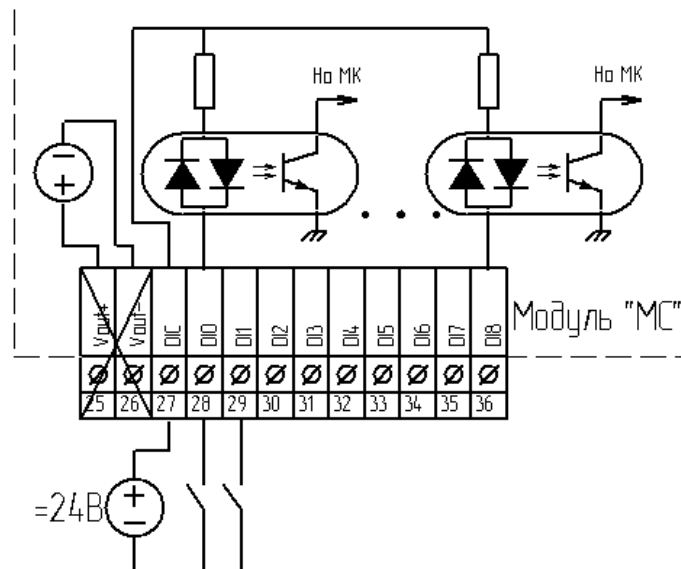 На МК
На МК
− +
Vout+ Vout- DIC DI0 DI1 DI2 DI3 DI4 DI5 DI6 DI7 DI8
Модуль "МС"
25 26 27 28 29 30 31 32 33 34 35 36
=24В
+ −